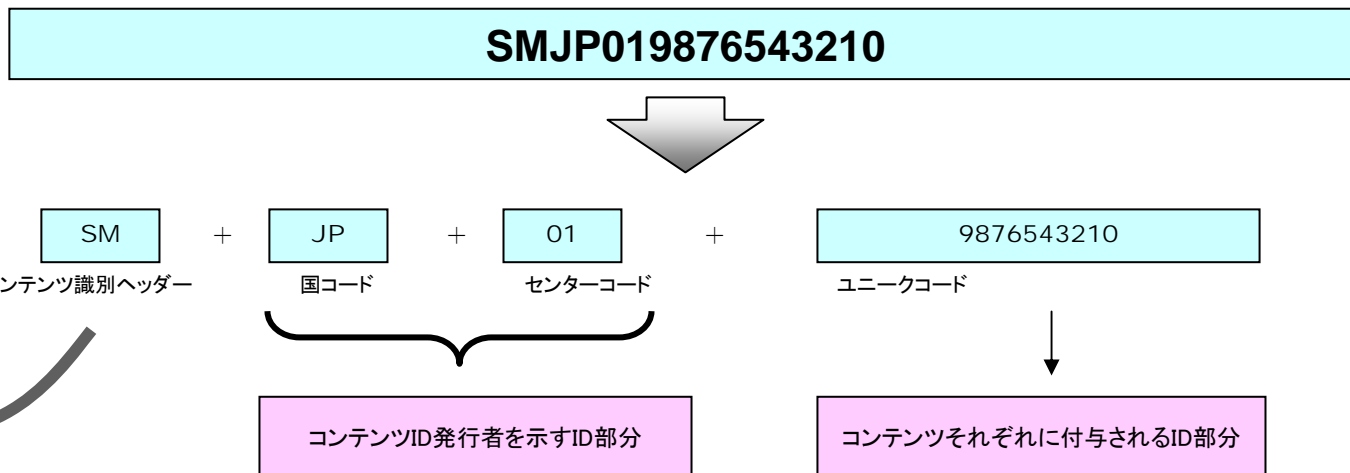 SMJP019876543210
SM + JP + 01 + 9876543210
ンテンツ識別ヘッダー 国コード センターコード ユニークコード
コンテンツID発行者を示すID部分 コンテンツそれぞれに付与されるID部分